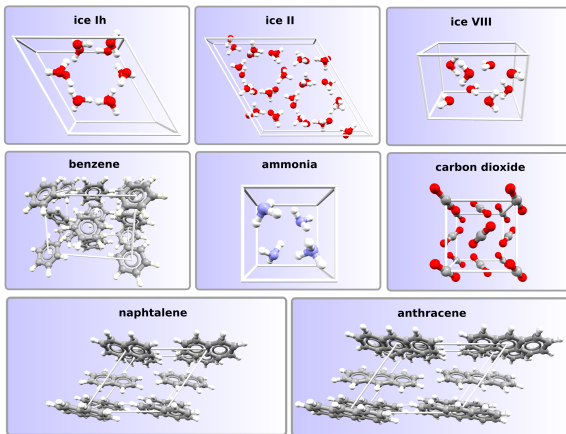 ice Ih
ice II
ice VIII
benzene
ammonia
carbon dioxide
naphtalene
anthracene